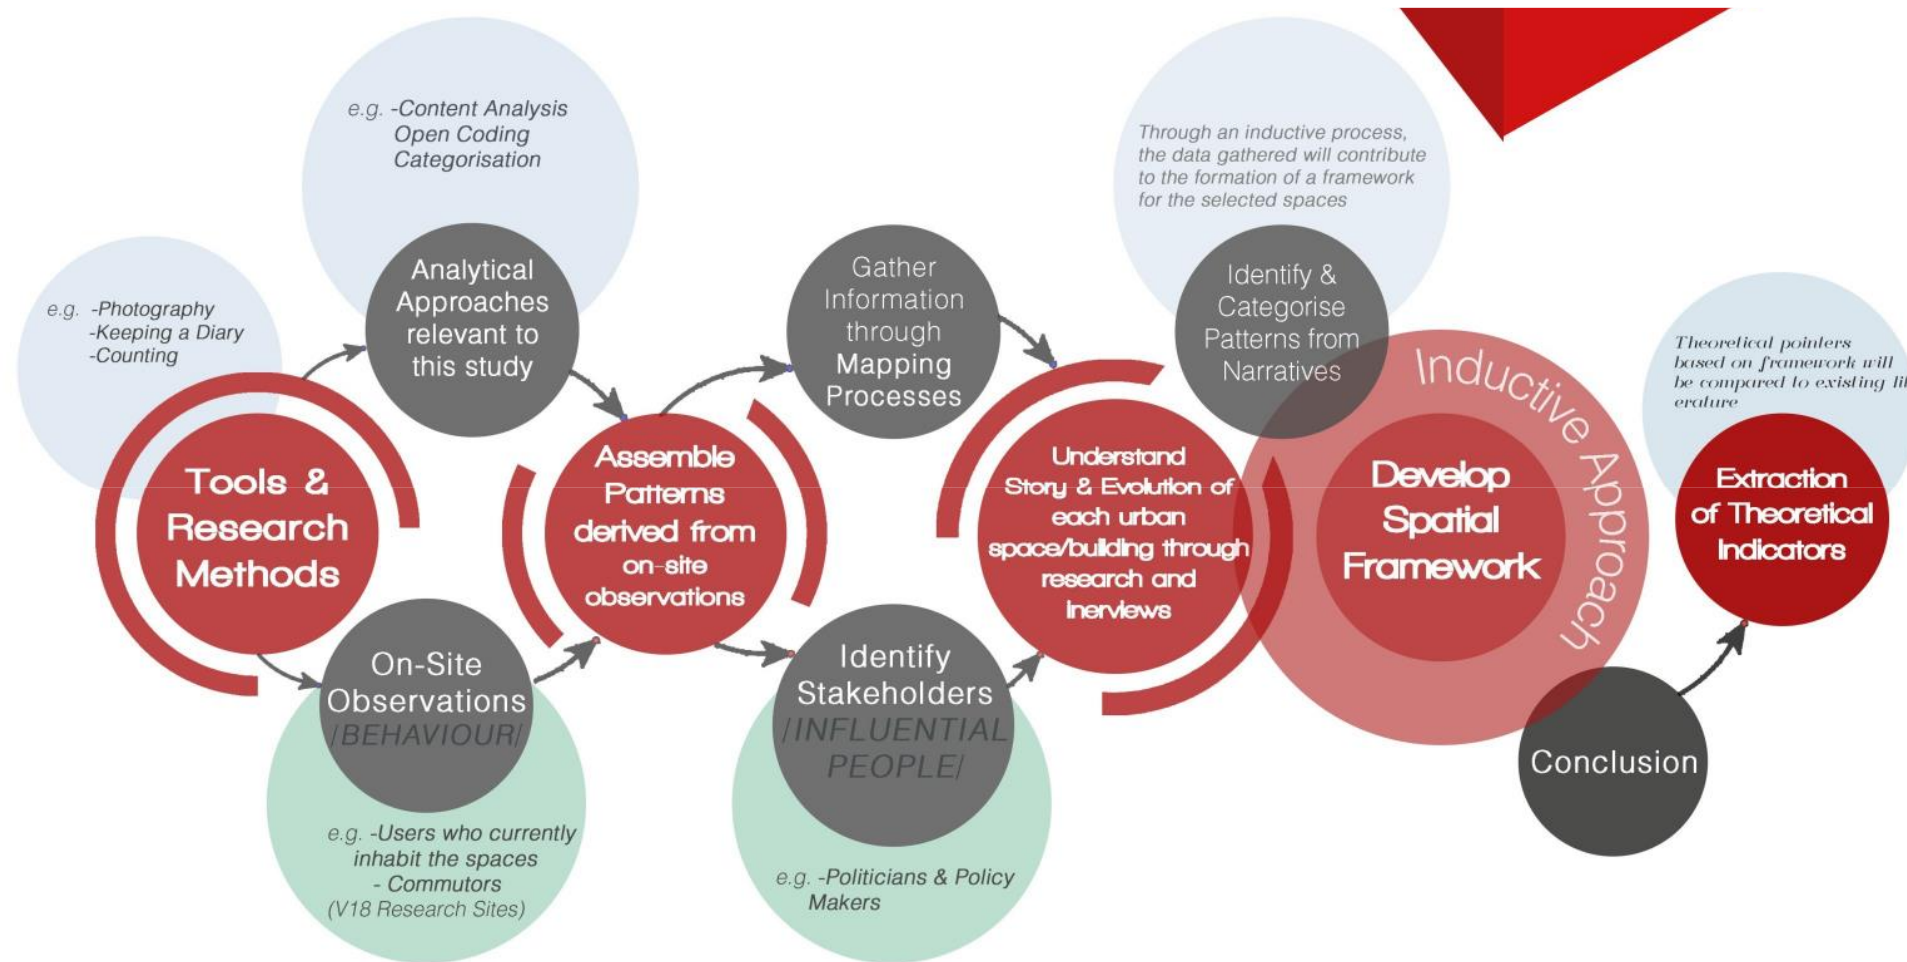 e.g. -Photography
-Keeping a Diary
-Counting
Tools &
Research
Methods
e.g. -Content Analysis
Open Coding
Categorisation
Analytical
Approaches
relevant to
this study
On-Site
Observations
/BEHAVIOUR/
e.g. -Users who currently
inhabit the spaces
- Commutors
(V18 Research Sites)
Assemble
Patterns
derived from
on-site
observations
Gather
Information
through
Mapping
Processes
Identify
Stakeholders
/INFLUENTIAL
PEOPLE/
e.g. -Politicians & Policy
Makers
Understand
Story & Evolution of
each urban
space/building through
research and
inerviews
Through an inductive process,
the data gathered will contribute
to the formation of a framework
for the selected spaces
Identify &
Categorise
Patterns from
Narratives
Inductive Approach
Develop
Spatial
Framework
Conclusion
Theoretical pointers
based on framework will
be compared to existing lit
erature
Extraction
of Theoretical
Indicators